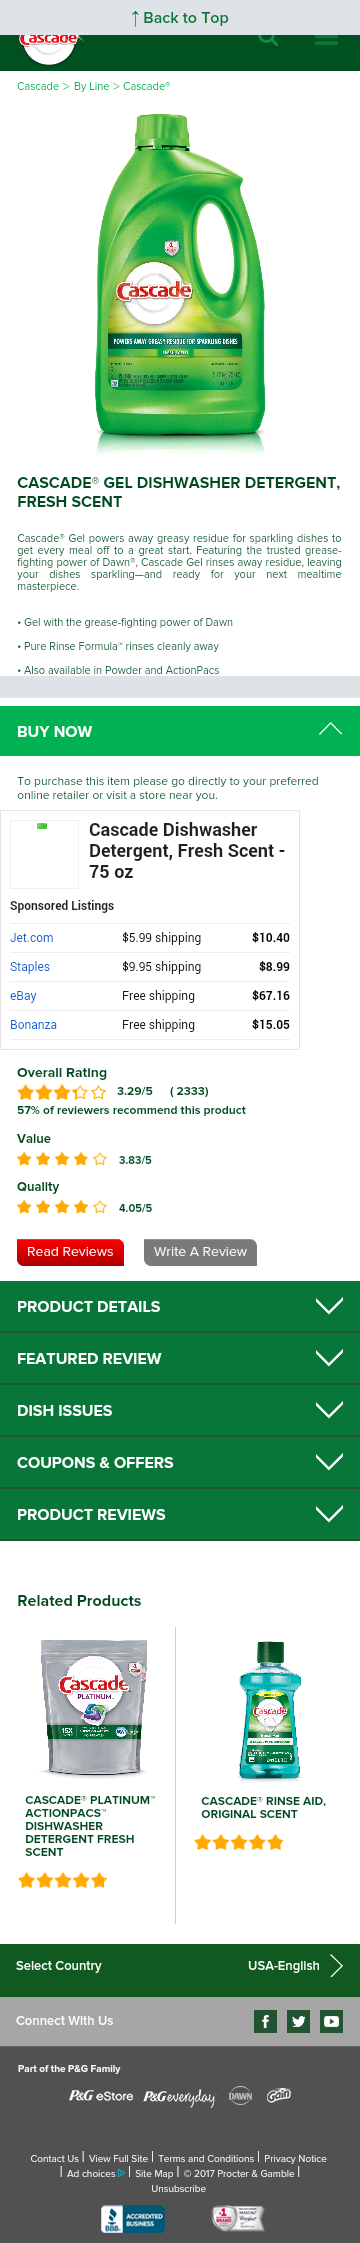 ↑ Back to Top
Cascade
Cascade > By Line > Cascade®
Cascade
POWERS AWAY GREASY RESIDUE FOR SPARKLING DISHES
FRESH SCENT
CASCADE® GEL DISHWASHER DETERGENT,
FRESH SCENT
Cascade® Gel powers away greasy residue for sparkling dishes to
get every meal off to a great start. Featuring the trusted grease-
fighting power of Dawn®, Cascade Gel rinses away residue, leaving
your dishes sparkling—and ready for your next mealtime
masterpiece.
• Gel with the grease-fighting power of Dawn
• Pure Rinse Formula™ rinses cleanly away
• Also available in Powder and ActionPacs
BUY NOW
To purchase this item please go directly to your preferred
online retailer or visit a store near you.
Cascade Dishwasher
Detergent, Fresh Scent -
75 oz
Sponsored Listings
Jet.com $5.99 shipping $10.40
Staples $9.95 shipping $8.99
eBay Free shipping $67.16
Bonanza Free shipping $15.05
Overall Rating
3.29/5 ( 2333)
57% of reviewers recommend this product
Value
3.83/5
Quality
4.05/5
Read Reviews Write A Review
PRODUCT DETAILS
FEATURED REVIEW
DISH ISSUES
COUPONS & OFFERS
PRODUCT REVIEWS
Related Products
Cascade
PLATINUM
Cascade
CASCADE® PLATINUM™
ACTIONPACS™
DISHWASHER
DETERGENT FRESH
SCENT
CASCADE® RINSE AID,
ORIGINAL SCENT
Select Country USA-English
Connect With Us
Part of the P&G Family
P&G eStore P&G everyday DAWN Gain
Contact Us | View Full Site | Terms and Conditions | Privacy Notice
| Ad choices | Site Map | © 2017 Procter & Gamble |
Unsubscribe
BBB. ACCREDITED BUSINESS